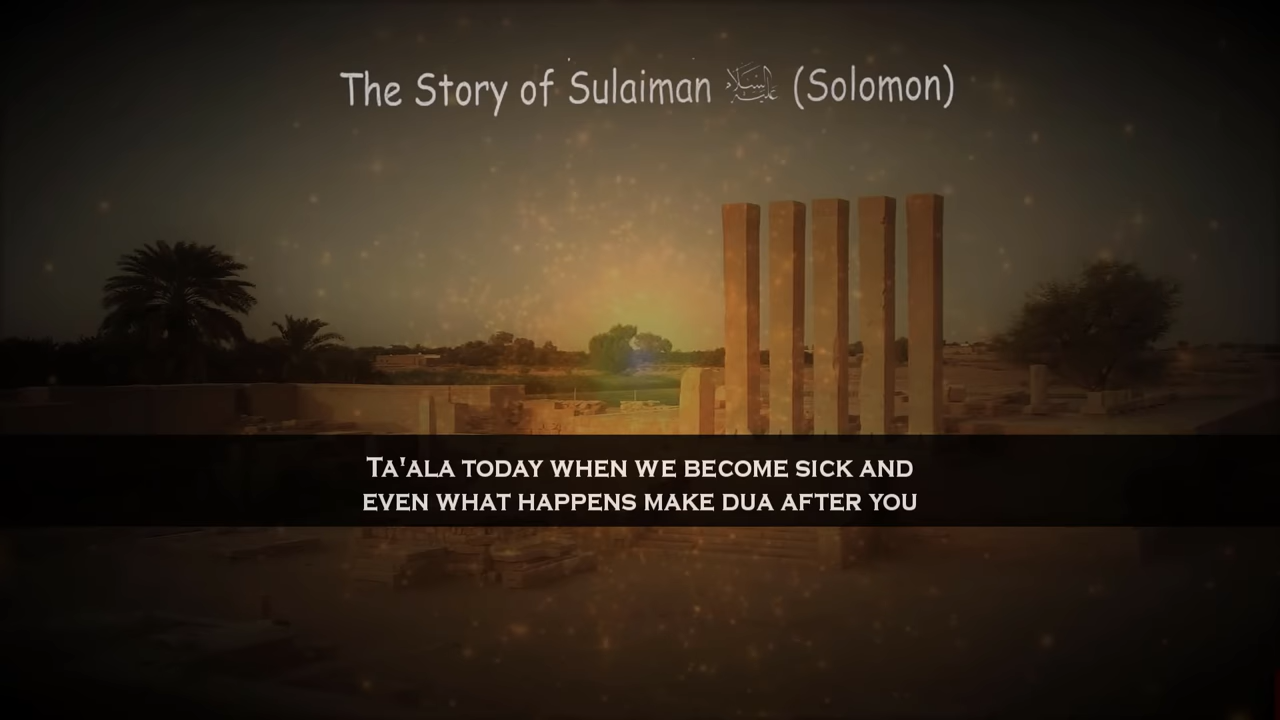 The Story of Sulaiman عليه السلام (Solomon)
Ta'ala today when we become sick and
even what happens make dua after you